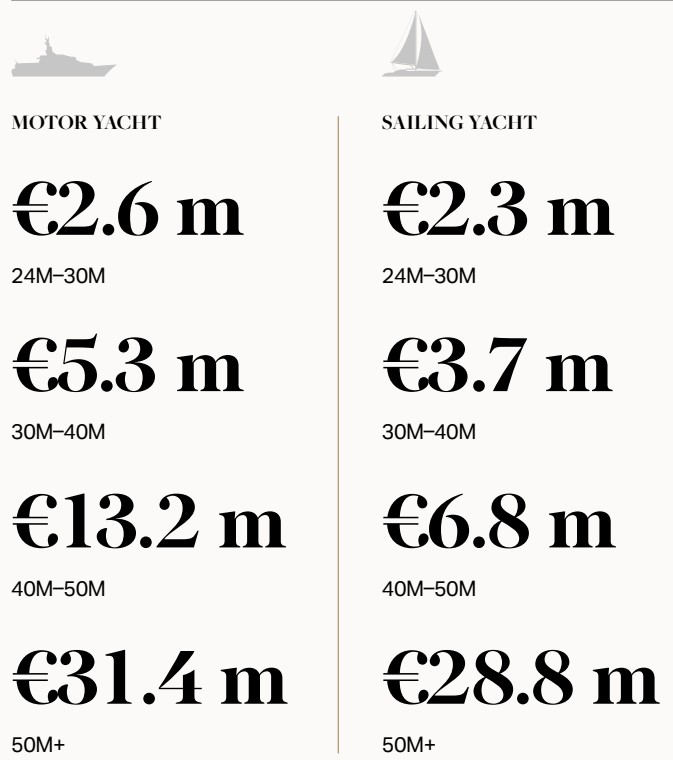 MOTOR YACHT
€2.6 m
24M–30M
€5.3 m
30M–40M
€13.2 m
40M–50M
€31.4 m
50M+
SAILING YACHT
€2.3 m
24M–30M
€3.7 m
30M–40M
€6.8 m
40M–50M
€28.8 m
50M+